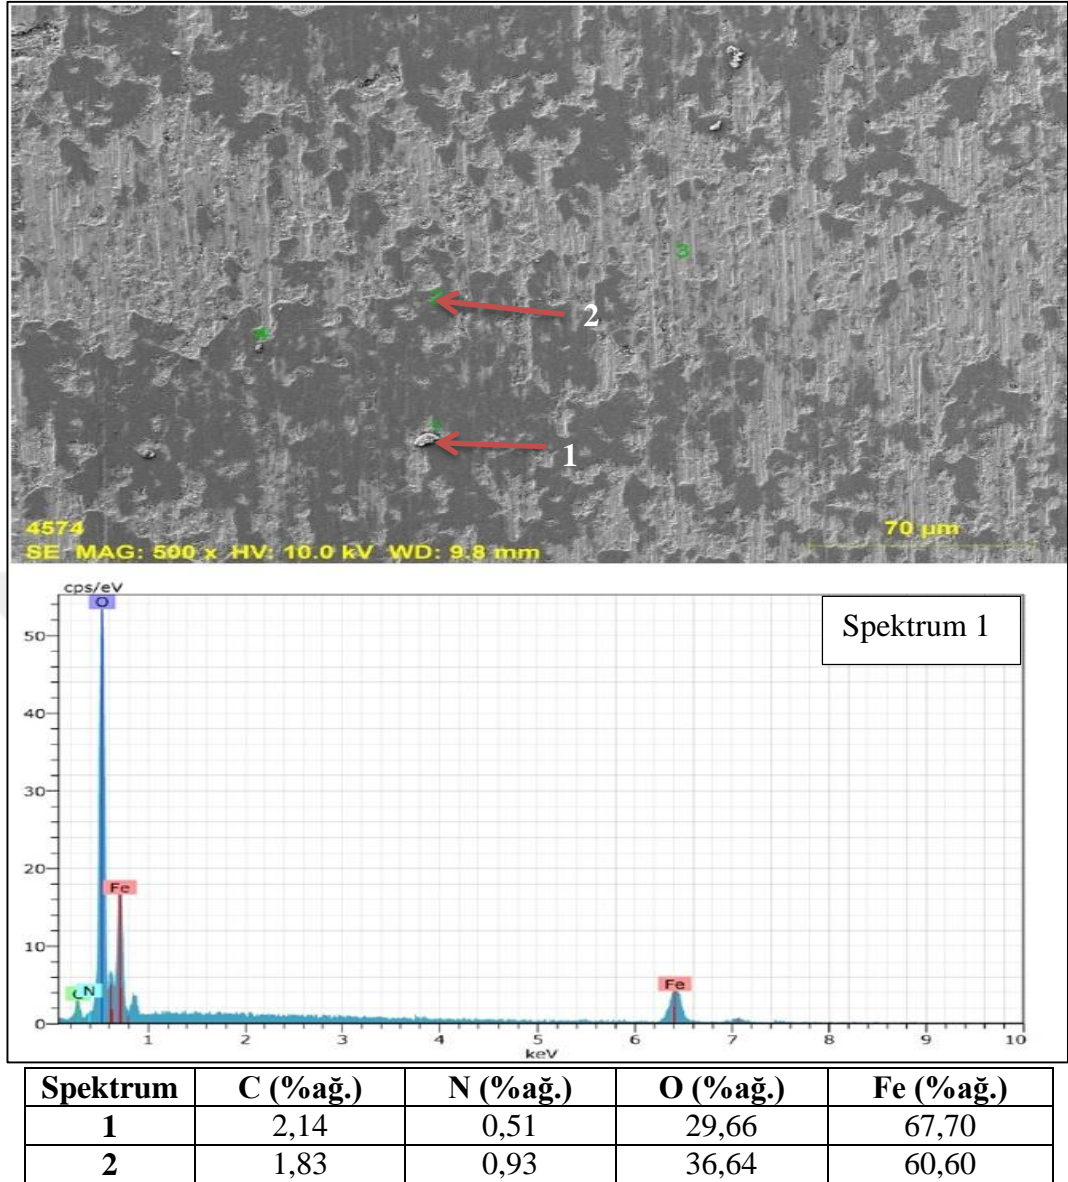 3
2
2
1
4574
SE MAG: 500 x HV: 10.0 kV WD: 9.8 mm
70 µm
cps/eV
Spektrum 1
O
50
40
30
20
Fe
10
C N
Fe
0
1 2 3 4 5 6 7 8 9 10
keV
Spektrum C (%ağ.) N (%ağ.) O (%ağ.) Fe (%ağ.)
1 2,14 0,51 29,66 67,70
2 1,83 0,93 36,64 60,60